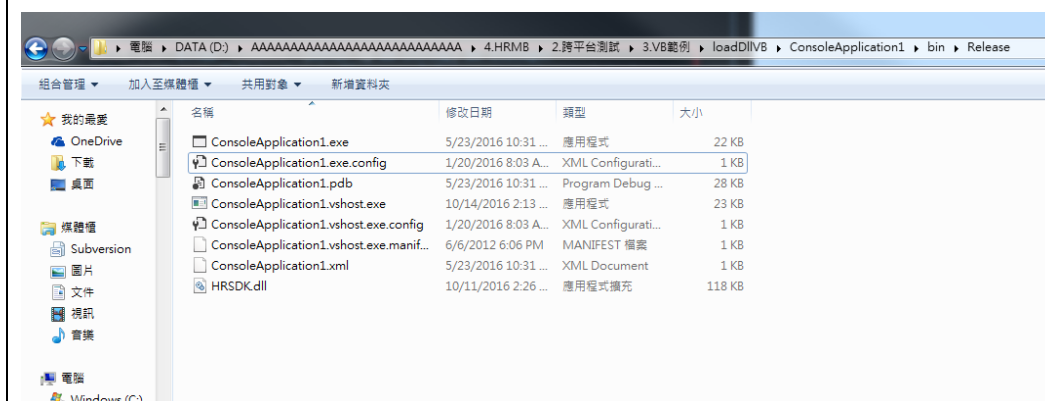 電腦 ▸ DATA (D:) ▸ AAAAAAAAAAAAAAAAAAAAAAAAAAA ▸ 4.HRMB ▸ 2.跨平台測試 ▸ 3.VB範例 ▸ loadDllVB ▸ ConsoleApplication1 ▸ bin ▸ Release
組合管理 加入至媒體櫃 共用對象 新增資料夾
名稱 修改日期 類型 大小
我的最愛
OneDrive
下載
桌面
媒體櫃
Subversion
圖片
文件
視訊
音樂
電腦
Windows (C:)
ConsoleApplication1.exe 5/23/2016 10:31 ... 應用程式 22 KB
ConsoleApplication1.exe.config 1/20/2016 8:03 A... XML Configurati... 1 KB
ConsoleApplication1.pdb 5/23/2016 10:31 ... Program Debug ... 28 KB
ConsoleApplication1.vshost.exe 10/14/2016 2:13 ... 應用程式 23 KB
ConsoleApplication1.vshost.exe.config 1/20/2016 8:03 A... XML Configurati... 1 KB
ConsoleApplication1.vshost.exe.manif... 6/6/2012 6:06 PM MANIFEST 檔案 1 KB
ConsoleApplication1.xml 5/23/2016 10:31 ... XML Document 1 KB
HRSDK.dll 10/11/2016 2:26 ... 應用程式擴充 118 KB